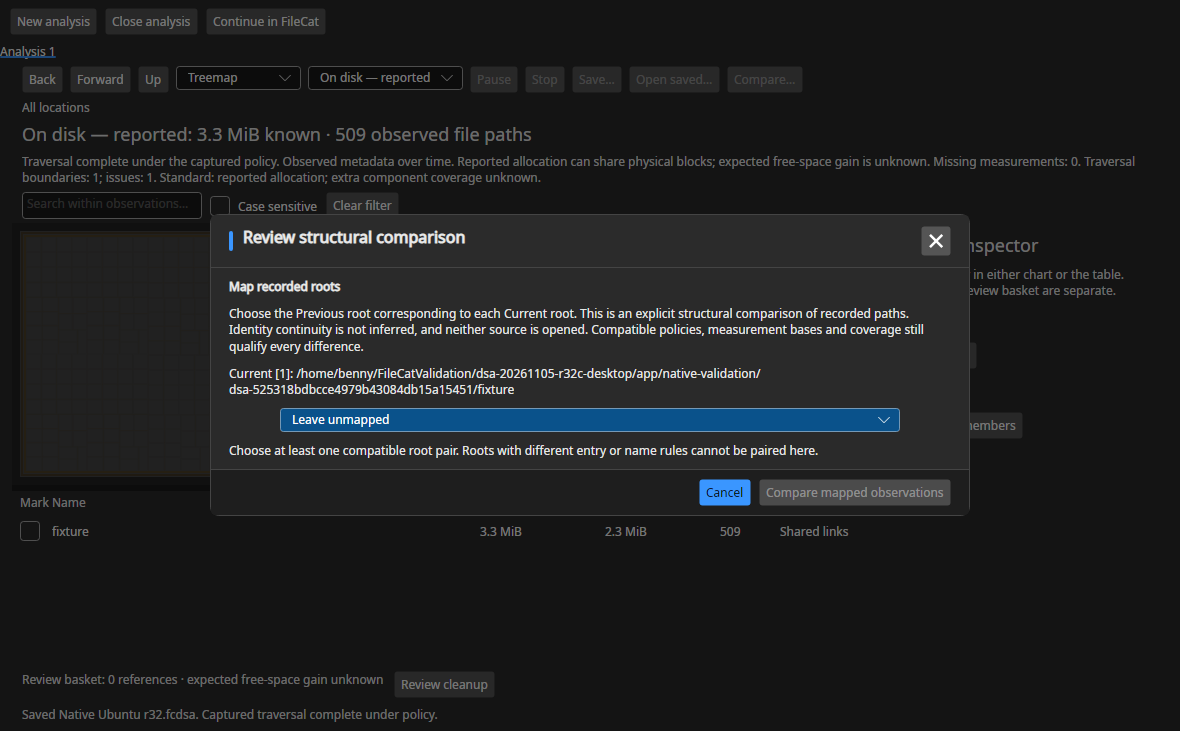 New analysis
Close analysis
Continue in FileCat
Analysis 1
Back
Forward
Up
Treemap
On disk — reported
Pause
Stop
Save...
Open saved...
Compare...
All locations
On disk — reported: 3.3 MiB known · 509 observed file paths
Traversal complete under the captured policy. Observed metadata over time. Reported allocation can share physical blocks; expected free-space gain is unknown. Missing measurements: 0. Traversal
boundaries: 1; issues: 1. Standard: reported allocation; extra component coverage unknown.
Search within observations...
Case sensitive
Clear filter
nspector
in either chart or the table.
eview basket are separate.
embers
Review structural comparison
Map recorded roots
Choose the Previous root corresponding to each Current root. This is an explicit structural comparison of recorded paths.
Identity continuity is not inferred, and neither source is opened. Compatible policies, measurement bases and coverage still
qualify every difference.
Current [1]: /home/benny/FileCatValidation/dsa-20261105-r32c-desktop/app/native-validation/
dsa-525318bdbcce4979b43084db15a15451/fixture
Leave unmapped
Choose at least one compatible root pair. Roots with different entry or name rules cannot be paired here.
Cancel
Compare mapped observations
Mark Name
fixture
3.3 MiB
2.3 MiB
509
Shared links
Review basket: 0 references · expected free-space gain unknown
Review cleanup
Saved Native Ubuntu r32.fcdsa. Captured traversal complete under policy.